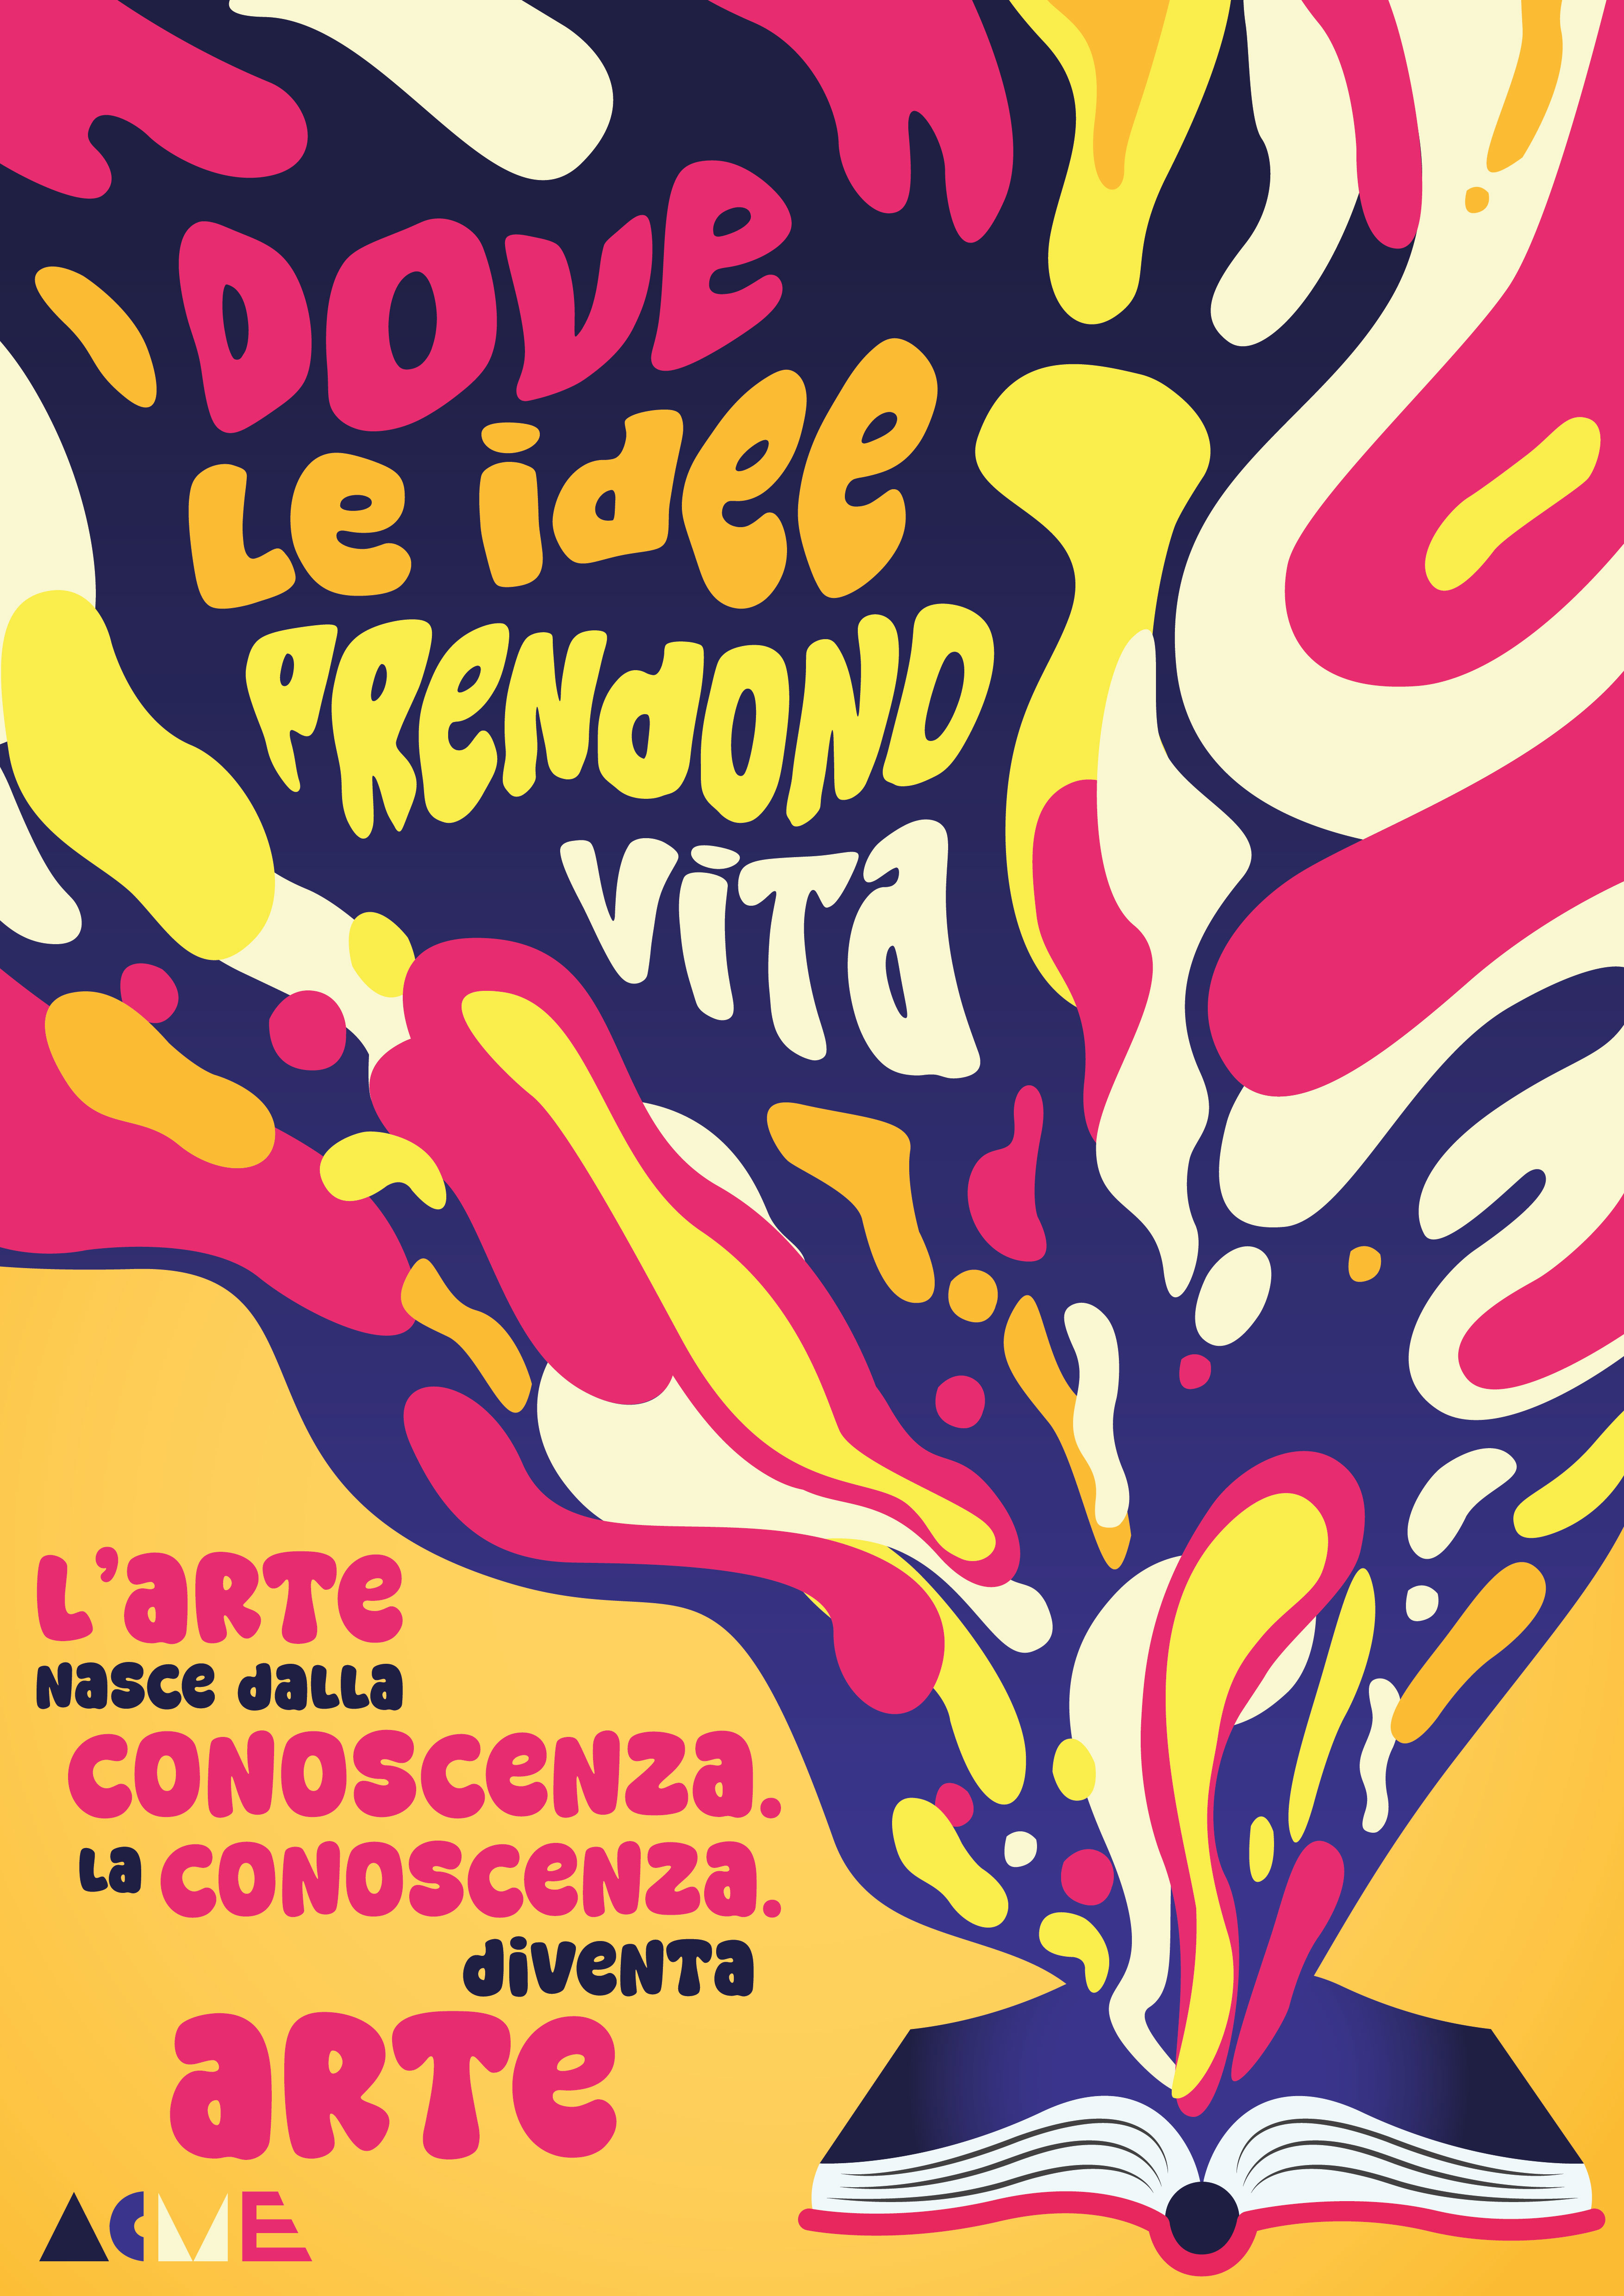 DOVE
Le idee
PRENdONO
ViTa
L'aRTe
Nasce daLLa
CONOSceNza.
La CONOSceNza.
diVeNTa
aRTe
ACME